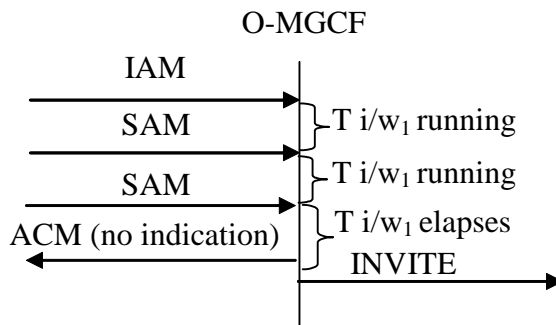 O-MGCF
IAM
T i/w1 running
SAM
T i/w1 running
SAM
T i/w1 elapses
ACM (no indication)
INVITE